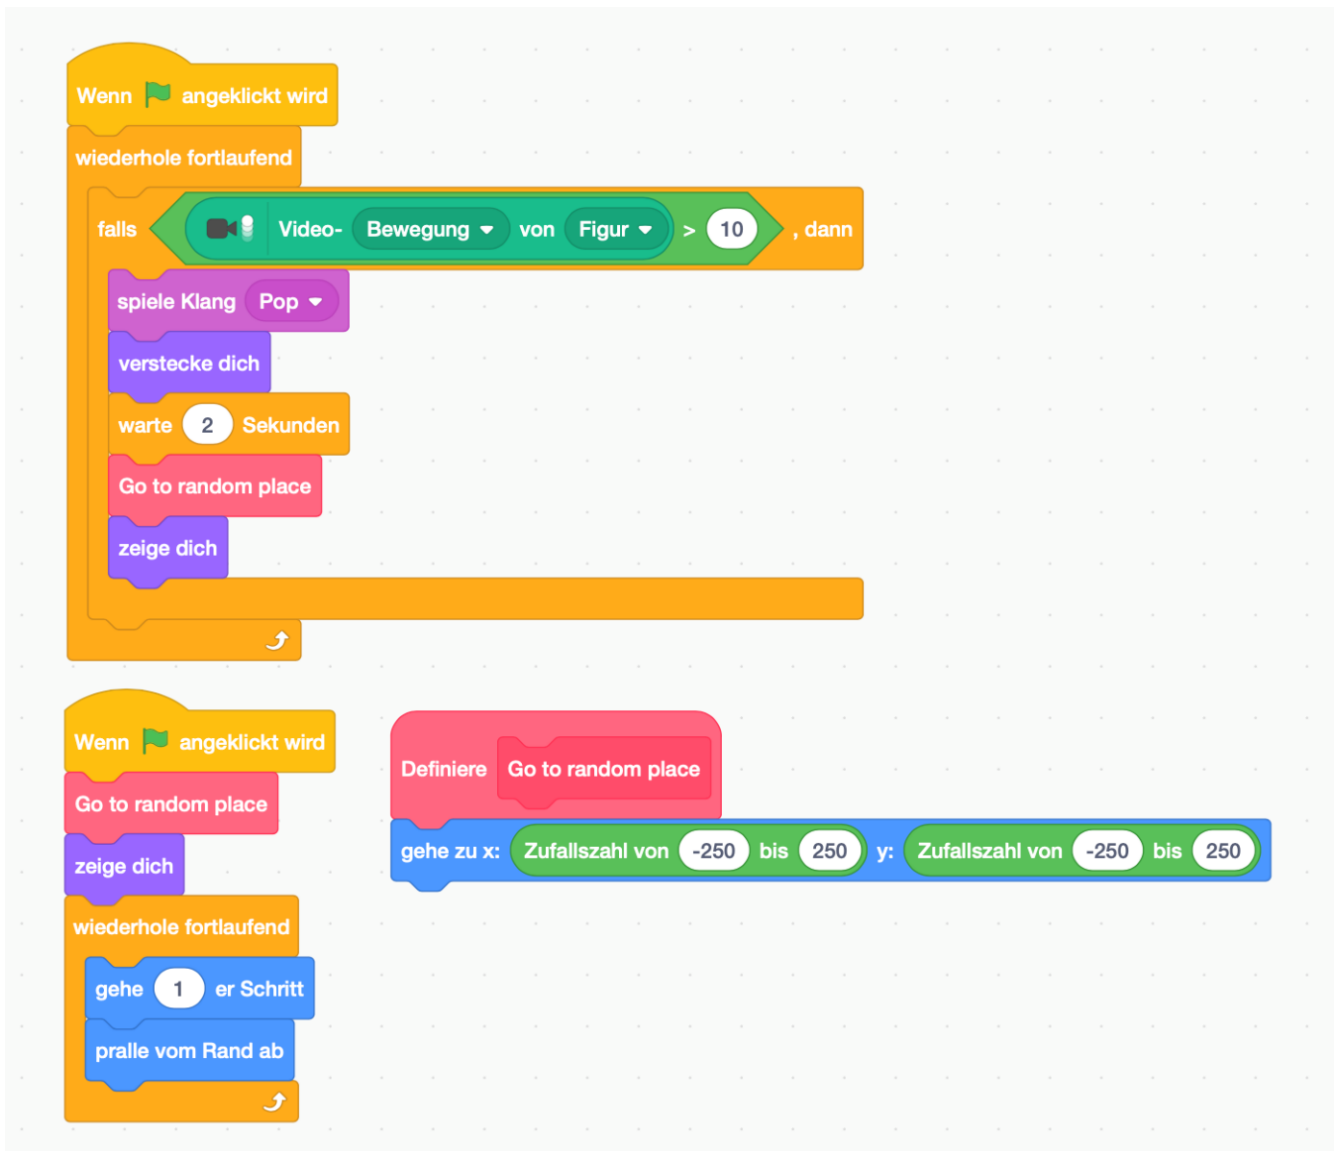 Wenn angeklickt wird
wiederhole fortlaufend
falls Video- Bewegung von Figur > 10 , dann
spiele Klang Pop
verstecke dich
warte 2 Sekunden
Go to random place
zeige dich
Wenn angeklickt wird
Go to random place
zeige dich
wiederhole fortlaufend
gehe 1 er Schritt
pralle vom Rand ab
Definiere Go to random place
gehe zu x: Zufallszahl von -250 bis 250 y: Zufallszahl von -250 bis 250